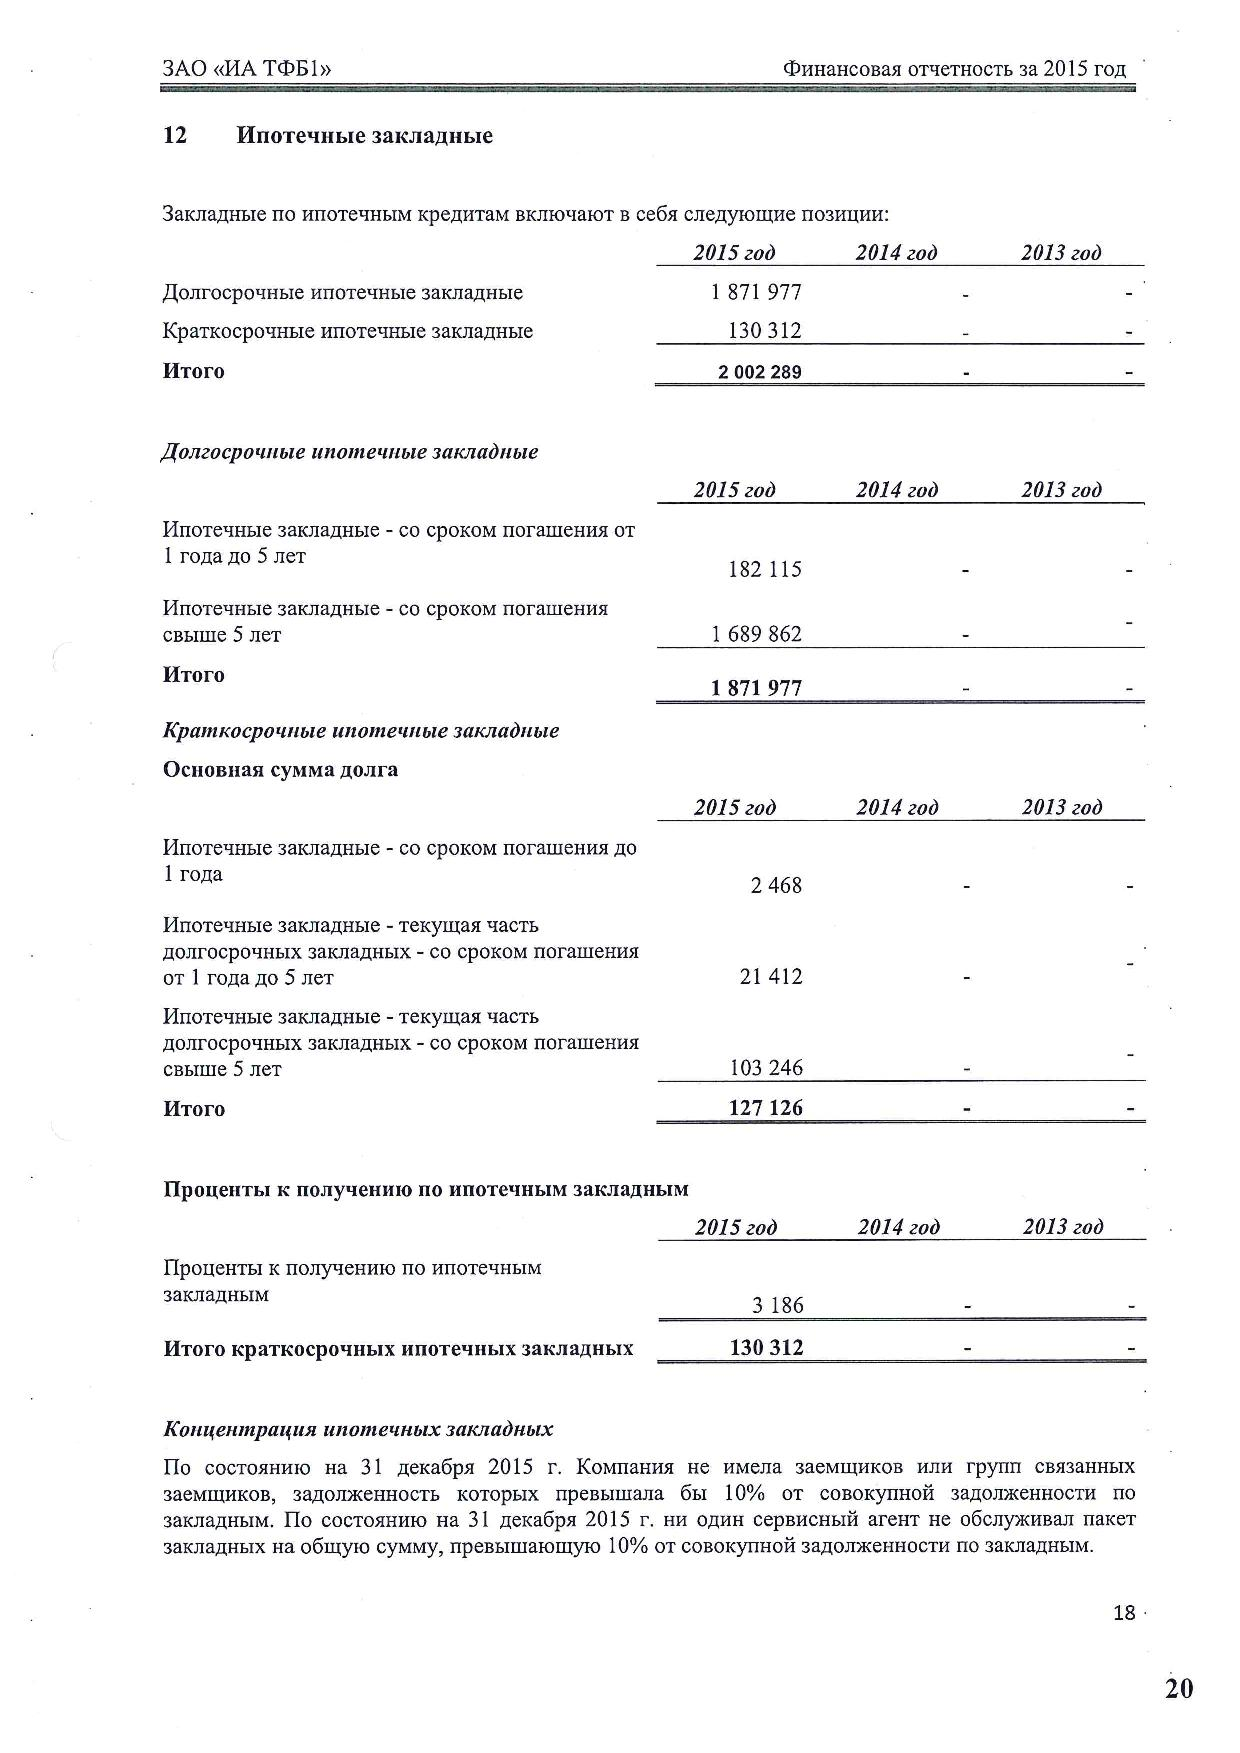 ЗАО «ИА ТФБ1» Финансовая отчетность за 2015 год
12 Ипотечные закладные
Закладные по ипотечным кредитам включают в себя следующие позиции:
2015 год 2014 год 2013 год
Долгосрочные ипотечные закладные 1 871 977 - -
Краткосрочные ипотечные закладные 130 312 - -
Итого 2 002 289 - -
Долгосрочные ипотечные закладные
2015 год 2014 год 2013 год
Ипотечные закладные - со сроком погашения от
1 года до 5 лет 182 115 - -
Ипотечные закладные - со сроком погашения
свыше 5 лет 1 689 862 - -
Итого 1 871 977 - -
Краткосрочные ипотечные закладные
Основная сумма долга
2015 год 2014 год 2013 год
Ипотечные закладные - со сроком погашения до
1 года 2 468 - -
Ипотечные закладные - текущая часть
долгосрочных закладных - со сроком погашения
от 1 года до 5 лет 21 412 - -
Ипотечные закладные - текущая часть
долгосрочных закладных - со сроком погашения
свыше 5 лет 103 246 - -
Итого 127 126 - -
Проценты к получению по ипотечным закладным
2015 год 2014 год 2013 год
Проценты к получению по ипотечным
закладным 3 186 - -
Итого краткосрочных ипотечных закладных 130 312 - -
Концентрация ипотечных закладных
По состоянию на 31 декабря 2015 г. Компания не имела заемщиков или групп связанных
заемщиков, задолженность которых превышала бы 10% от совокупной задолженности по
закладным. По состоянию на 31 декабря 2015 г. ни один сервисный агент не обслуживал пакет
закладных на общую сумму, превышающую 10% от совокупной задолженности по закладным.
18
20